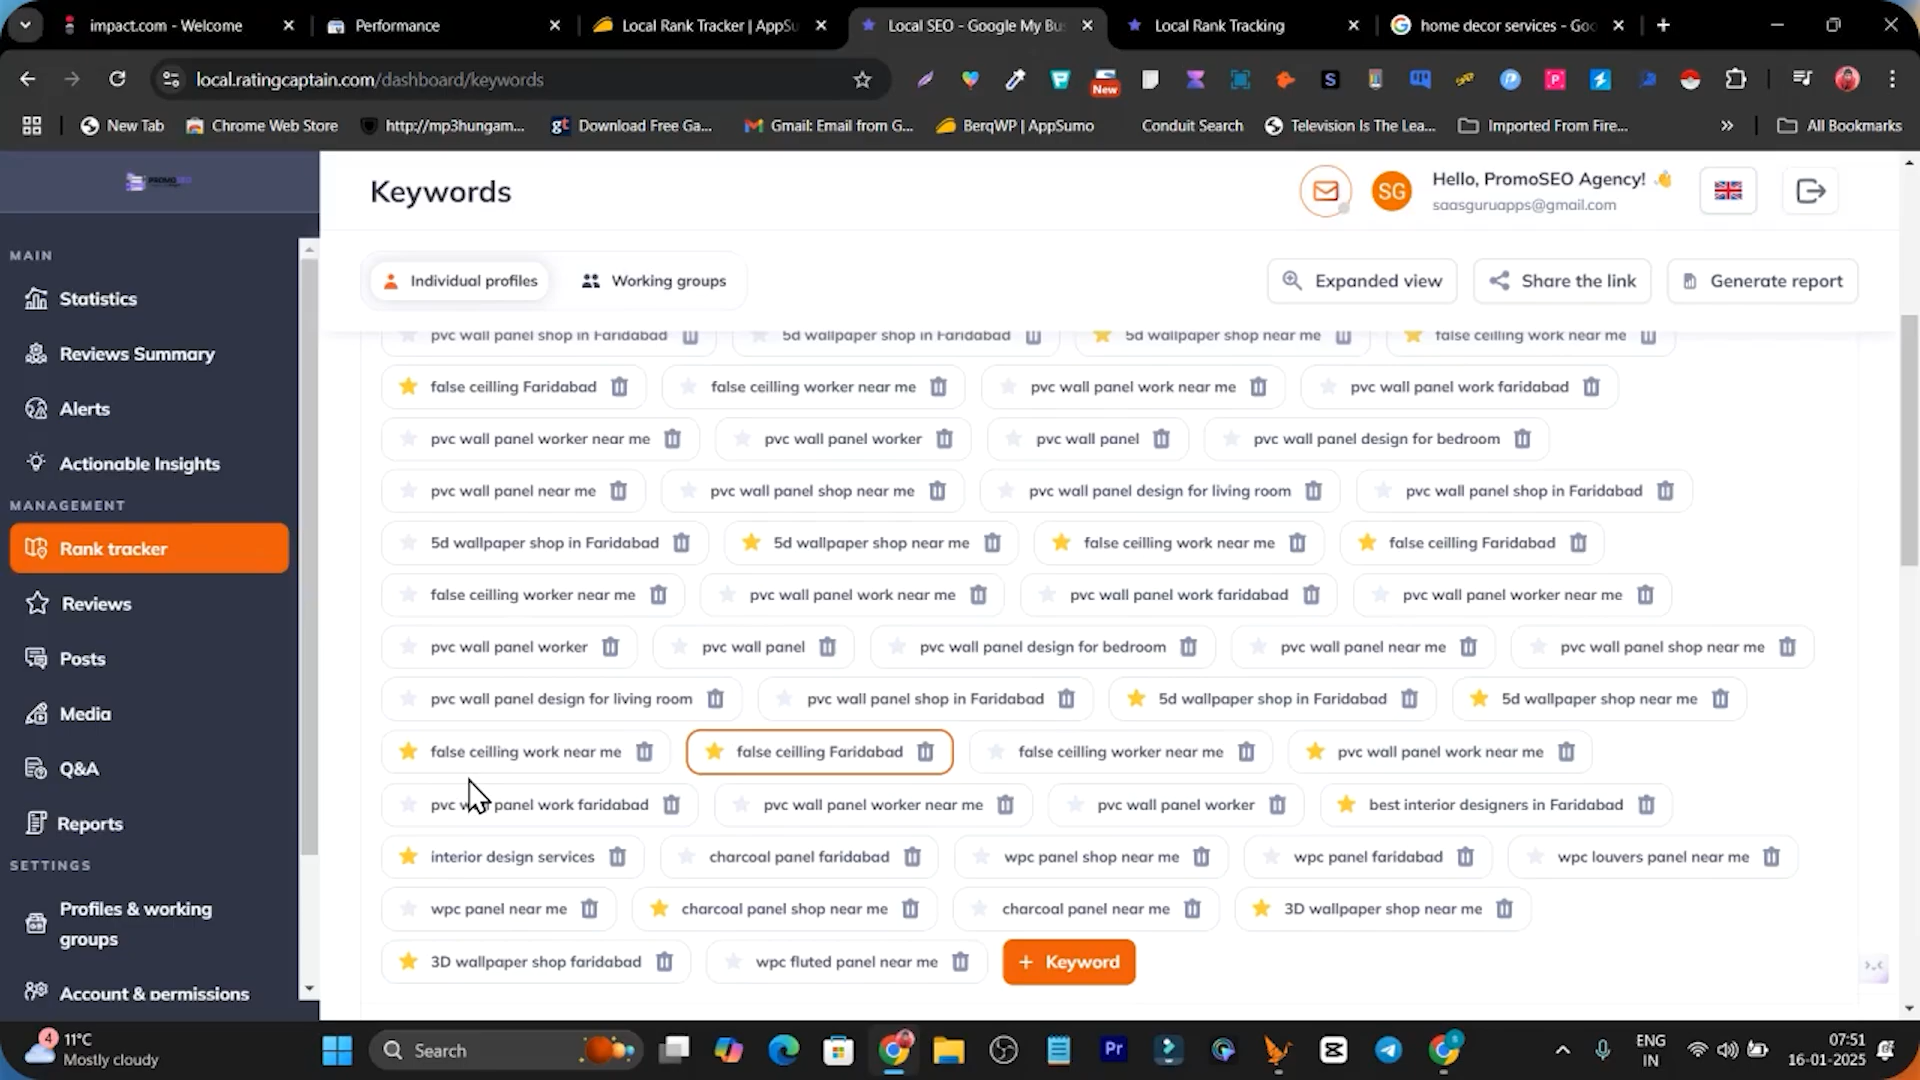 impact.com - Welcome
Performance
Local Rank Tracker | AppSu
Local SEO - Google My Bu
Local Rank Tracking
home decor services - Goo
local.ratingcaptain.com/dashboard/keywords
New
New Tab
Chrome Web Store
http://mp3hungam...
Download Free Ga...
Gmail: Email from G...
BerqWP | AppSumo
Conduit Search
Television Is The Lea...
Imported From Fire...
All Bookmarks
PROMOSEO
Keywords
SG
Hello, PromoSEO Agency! 👋
saasguruapps@gmail.com
MAIN
Statistics
Reviews Summary
Alerts
Actionable Insights
MANAGEMENT
Rank tracker
Reviews
Posts
Media
Q&A
Reports
SETTINGS
Profiles & working
groups
Account & permissions
Individual profiles
Working groups
Expanded view
Share the link
Generate report
pvc wall panel shop in Faridabad
5d wallpaper shop in Faridabad
5d wallpaper shop near me
false ceilling work near me
false ceilling Faridabad
false ceilling worker near me
pvc wall panel work near me
pvc wall panel work faridabad
pvc wall panel worker near me
pvc wall panel worker
pvc wall panel
pvc wall panel design for bedroom
pvc wall panel near me
pvc wall panel shop near me
pvc wall panel design for living room
pvc wall panel shop in Faridabad
5d wallpaper shop in Faridabad
5d wallpaper shop near me
false ceilling work near me
false ceilling Faridabad
false ceilling worker near me
pvc wall panel work near me
pvc wall panel work faridabad
pvc wall panel worker near me
pvc wall panel worker
pvc wall panel
pvc wall panel design for bedroom
pvc wall panel near me
pvc wall panel shop near me
pvc wall panel design for living room
pvc wall panel shop in Faridabad
5d wallpaper shop in Faridabad
5d wallpaper shop near me
false ceilling work near me
false ceilling Faridabad
false ceilling worker near me
pvc wall panel work near me
pvc wall panel work faridabad
pvc wall panel worker near me
pvc wall panel worker
best interior designers in Faridabad
interior design services
charcoal panel faridabad
wpc panel shop near me
wpc panel faridabad
wpc louvers panel near me
wpc panel near me
charcoal panel shop near me
charcoal panel near me
3D wallpaper shop near me
3D wallpaper shop faridabad
wpc fluted panel near me
+ Keyword
4
11°C
Mostly cloudy
Search
Pr
ENG
IN
07:51
16-01-2025